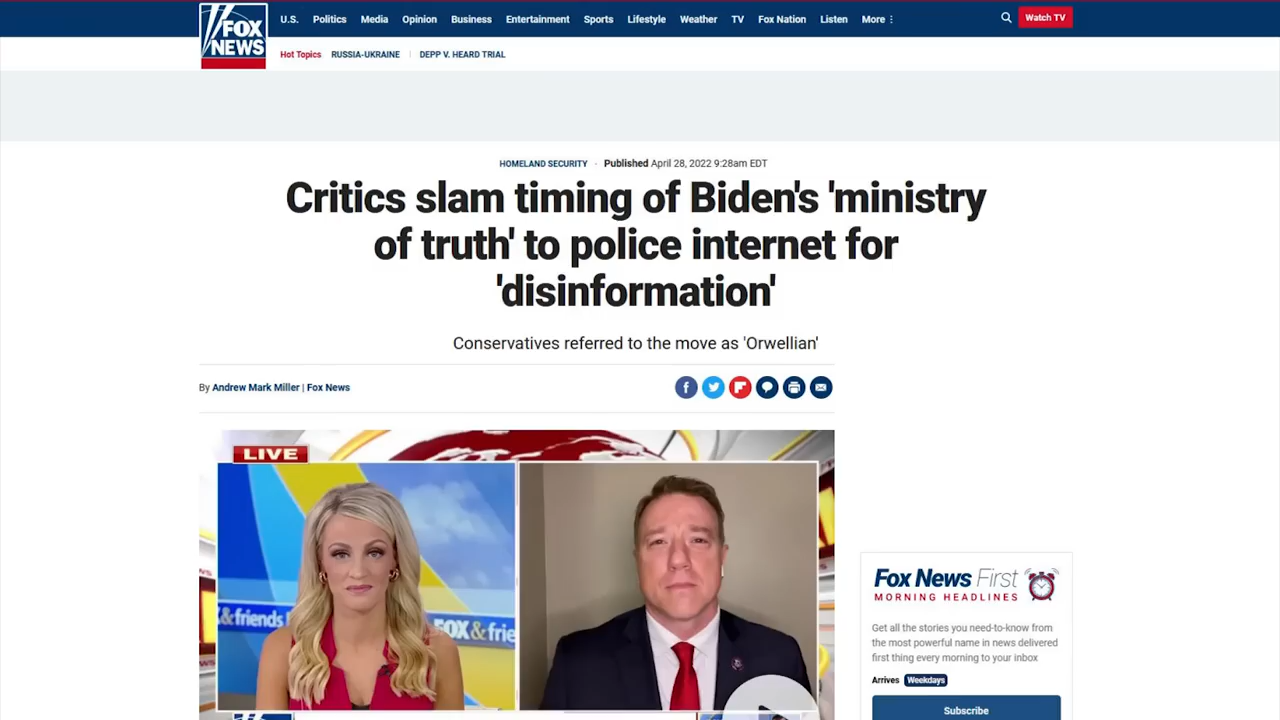 FOX
NEWS
U.S. Politics Media Opinion Business Entertainment Sports Lifestyle Weather TV Fox Nation Listen More
Watch TV
Hot Topics RUSSIA-UKRAINE DEPP V. HEARD TRIAL
HOMELAND SECURITY · Published April 28, 2022 9:28am EDT
Critics slam timing of Biden's 'ministry
of truth' to police internet for
'disinformation'
Conservatives referred to the move as 'Orwellian'
By Andrew Mark Miller | Fox News
LIVE
& friends
FOX & frie
Fox News First
MORNING HEADLINES
Get all the stories you need-to-know from
the most powerful name in news delivered
first thing every morning to your inbox
Arrives Weekdays
Subscribe